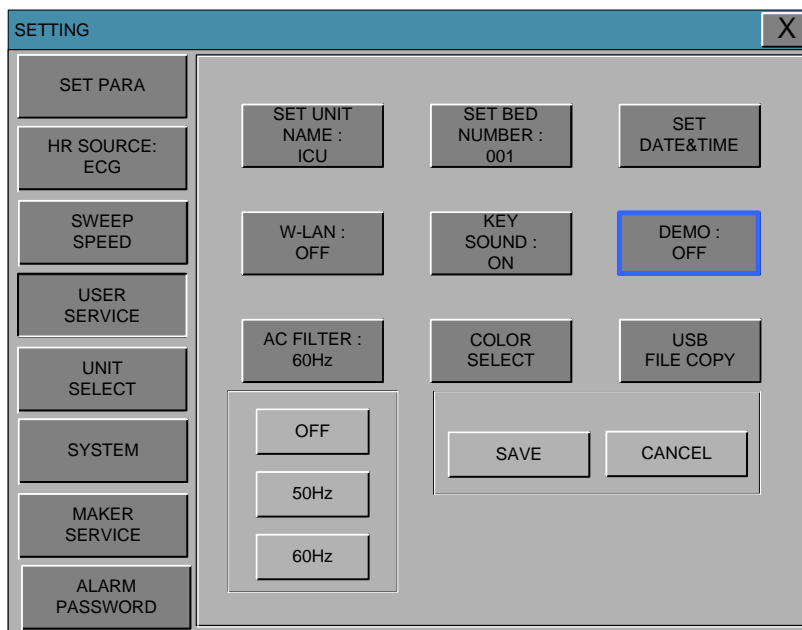 SETTING
X
SET PARA
HR SOURCE:
ECG
SWEEP
SPEED
USER
SERVICE
UNIT
SELECT
SYSTEM
MAKER
SERVICE
ALARM
PASSWORD
SET UNIT
NAME :
ICU
SET BED
NUMBER :
001
SET
DATE&TIME
W-LAN :
OFF
KEY
SOUND :
ON
DEMO :
OFF
AC FILTER :
60Hz
COLOR
SELECT
USB
FILE COPY
OFF
50Hz
60Hz
SAVE
CANCEL